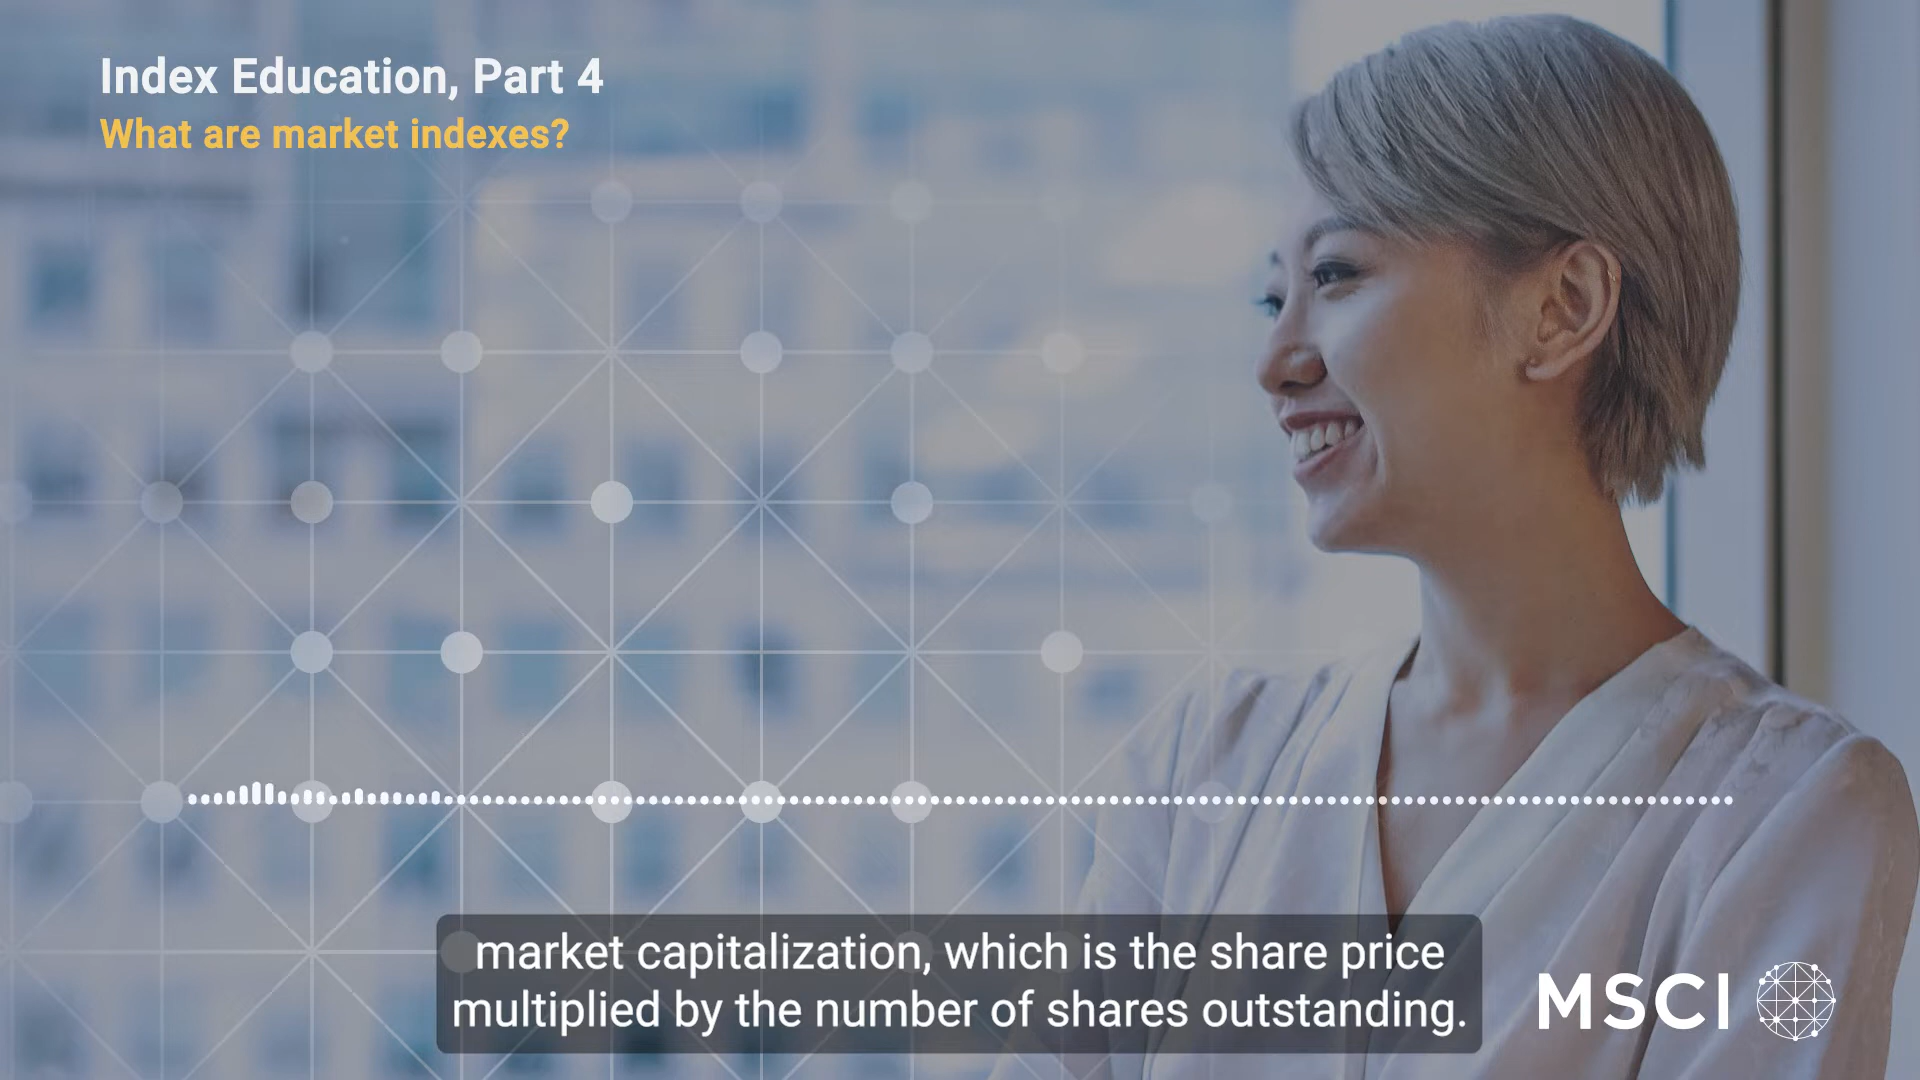 Index Education, Part 4
What are market indexes?
market capitalization, which is the share price
multiplied by the number of shares outstanding.
MSCI